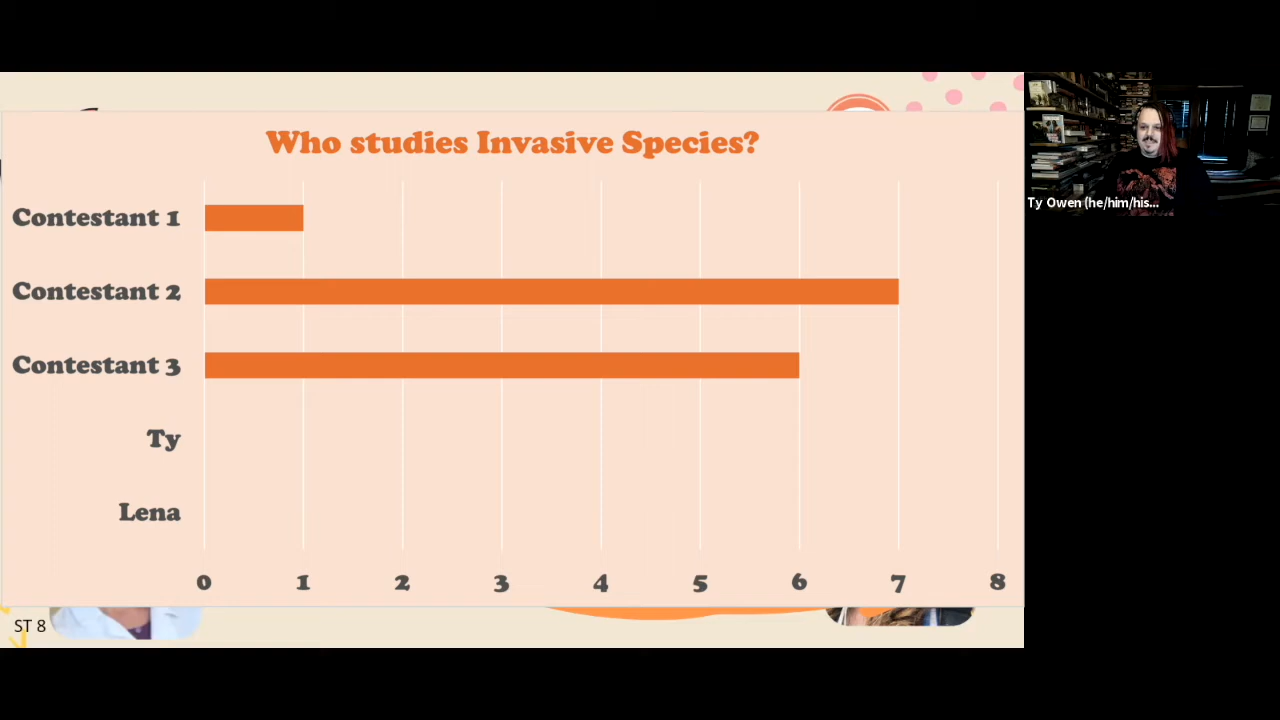 Who studies Invasive Species?
Contestant 1
Contestant 2
Contestant 3
Ty
Lena
0 1 2 3 4 5 6 7 8
ST 8
Ty Owen (he/him/his...